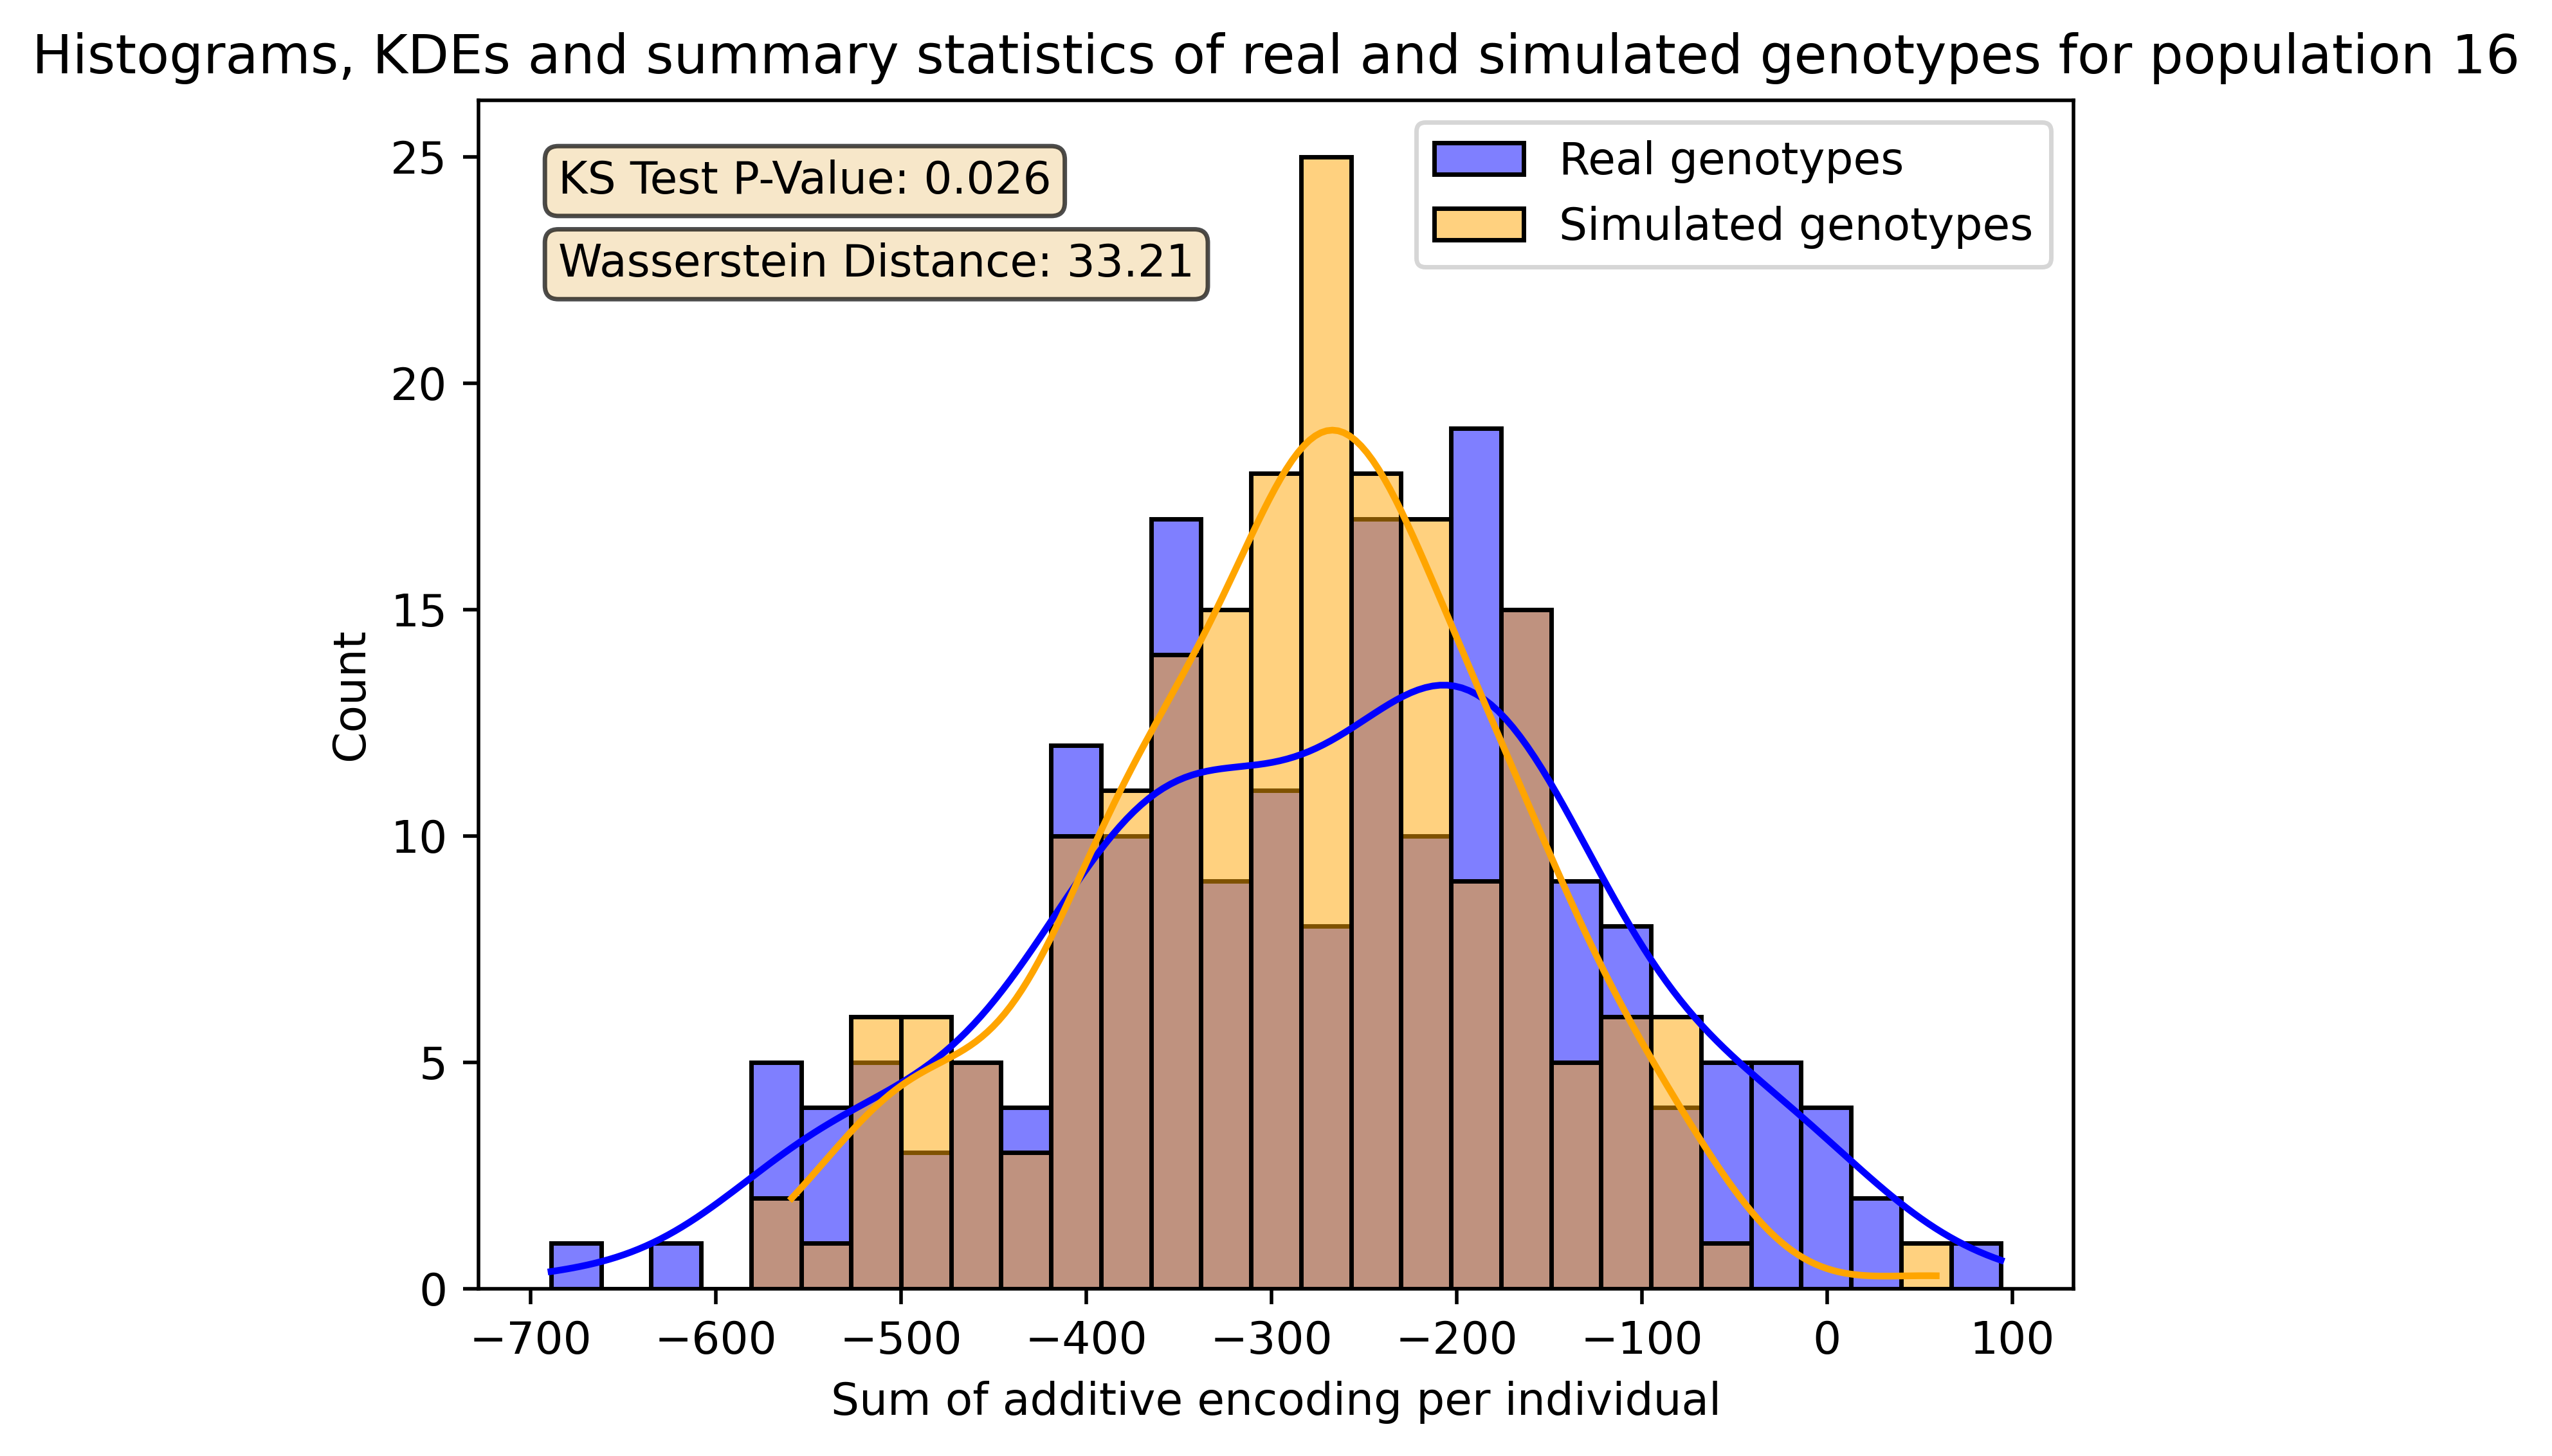 Histograms, KDEs and summary statistics of real and simulated genotypes for population 16
KS Test P-Value: 0.026
Wasserstein Distance: 33.21
Real genotypes
Simulated genotypes
25
20
15
10
5
0
Count
−700 −600 −500 −400 −300 −200 −100 0 100
Sum of additive encoding per individual